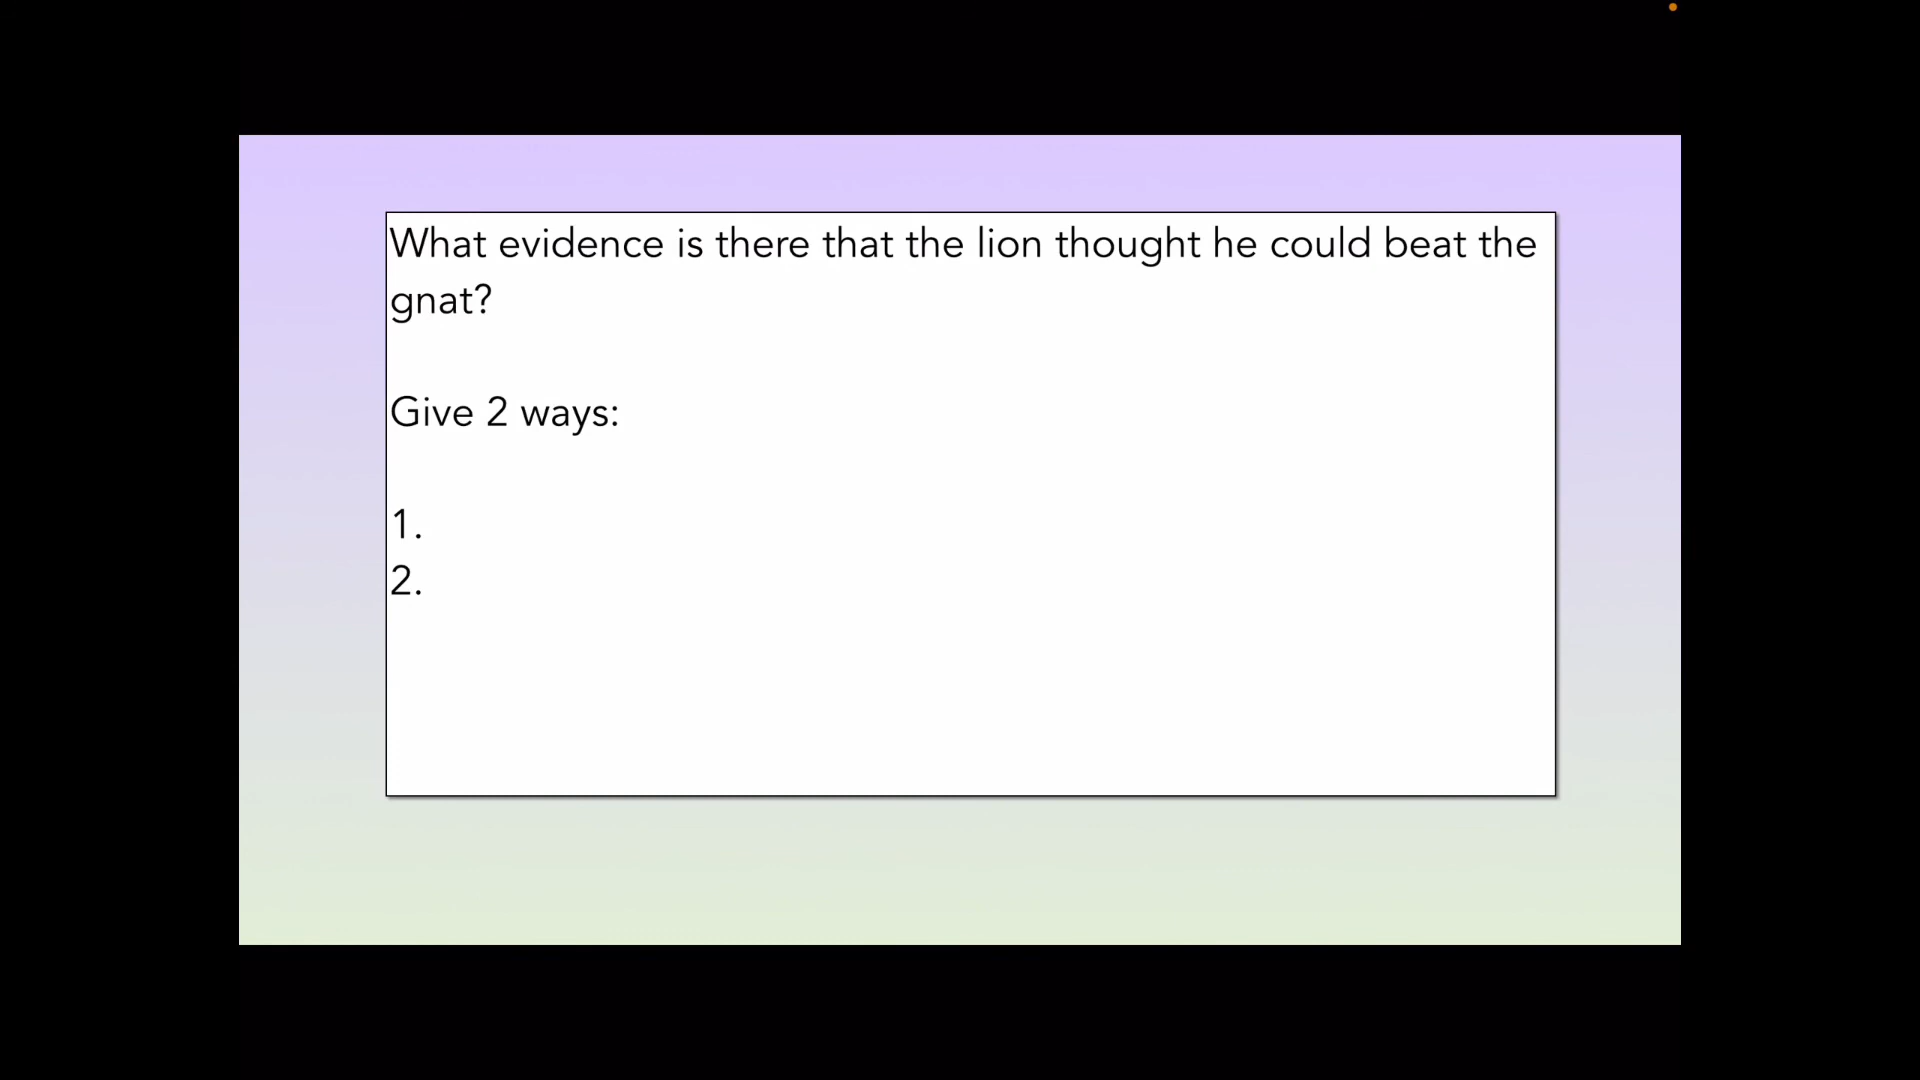 What evidence is there that the lion thought he could beat the
gnat?
Give 2 ways:
1.
2.